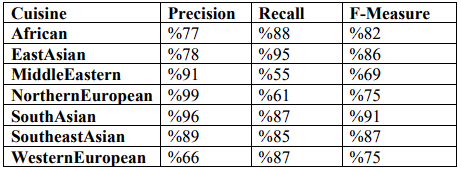 Cuisine Precision Recall F-Measure
African %77 %88 %82
EastAsian %78 %95 %86
MiddleEastern %91 %55 %69
NorthernEuropean %99 %61 %75
SouthAsian %96 %87 %91
SoutheastAsian %89 %85 %87
WesternEuropean %66 %87 %75